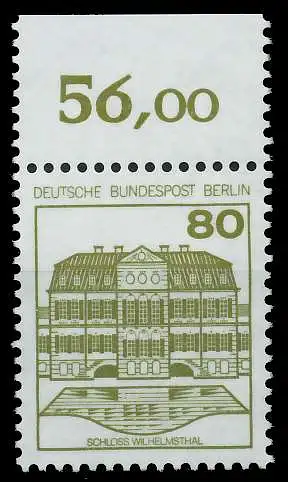 56,00
DEUTSCHE BUNDESPOST BERLIN
80
SCHLOSS WILHELMSTHAL